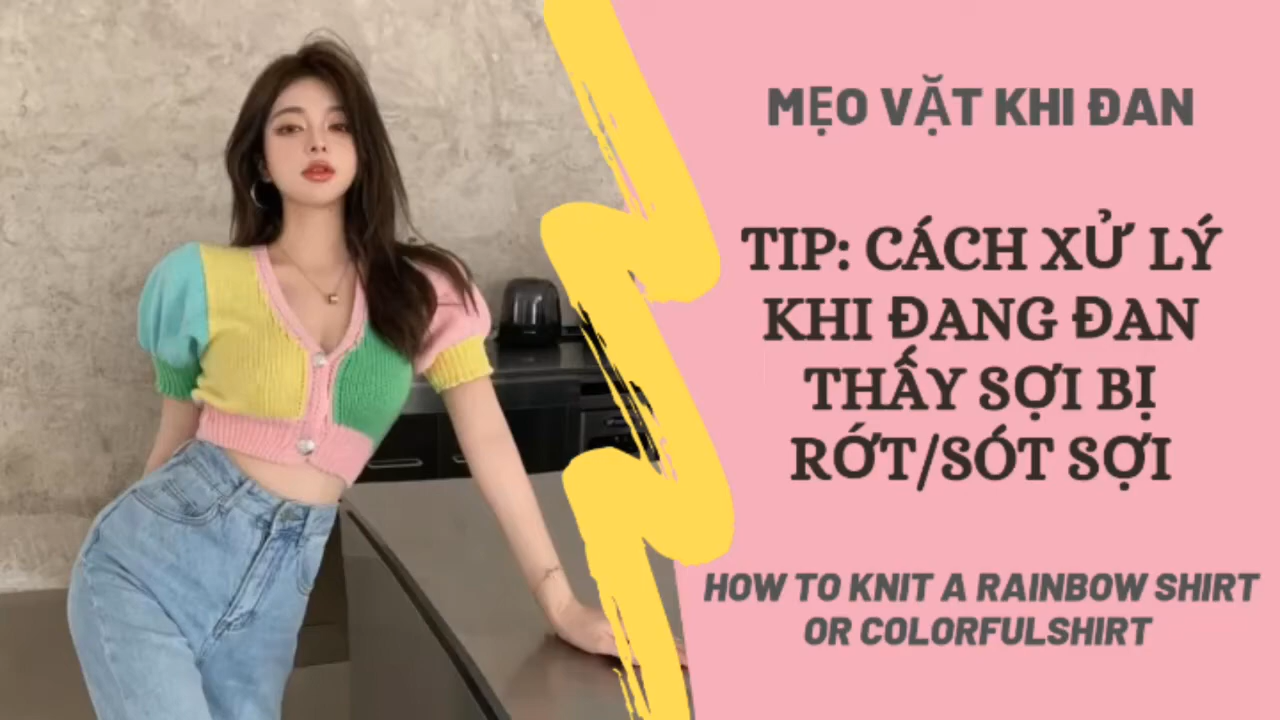 MẸO VẶT KHI ĐAN
TIP: CÁCH XỬ LÝ
KHI ĐANG ĐAN
THẤY SỢI BỊ
RỚT/SÓT SỢI
HOW TO KNIT A RAINBOW SHIRT
OR COLORFULSHIRT